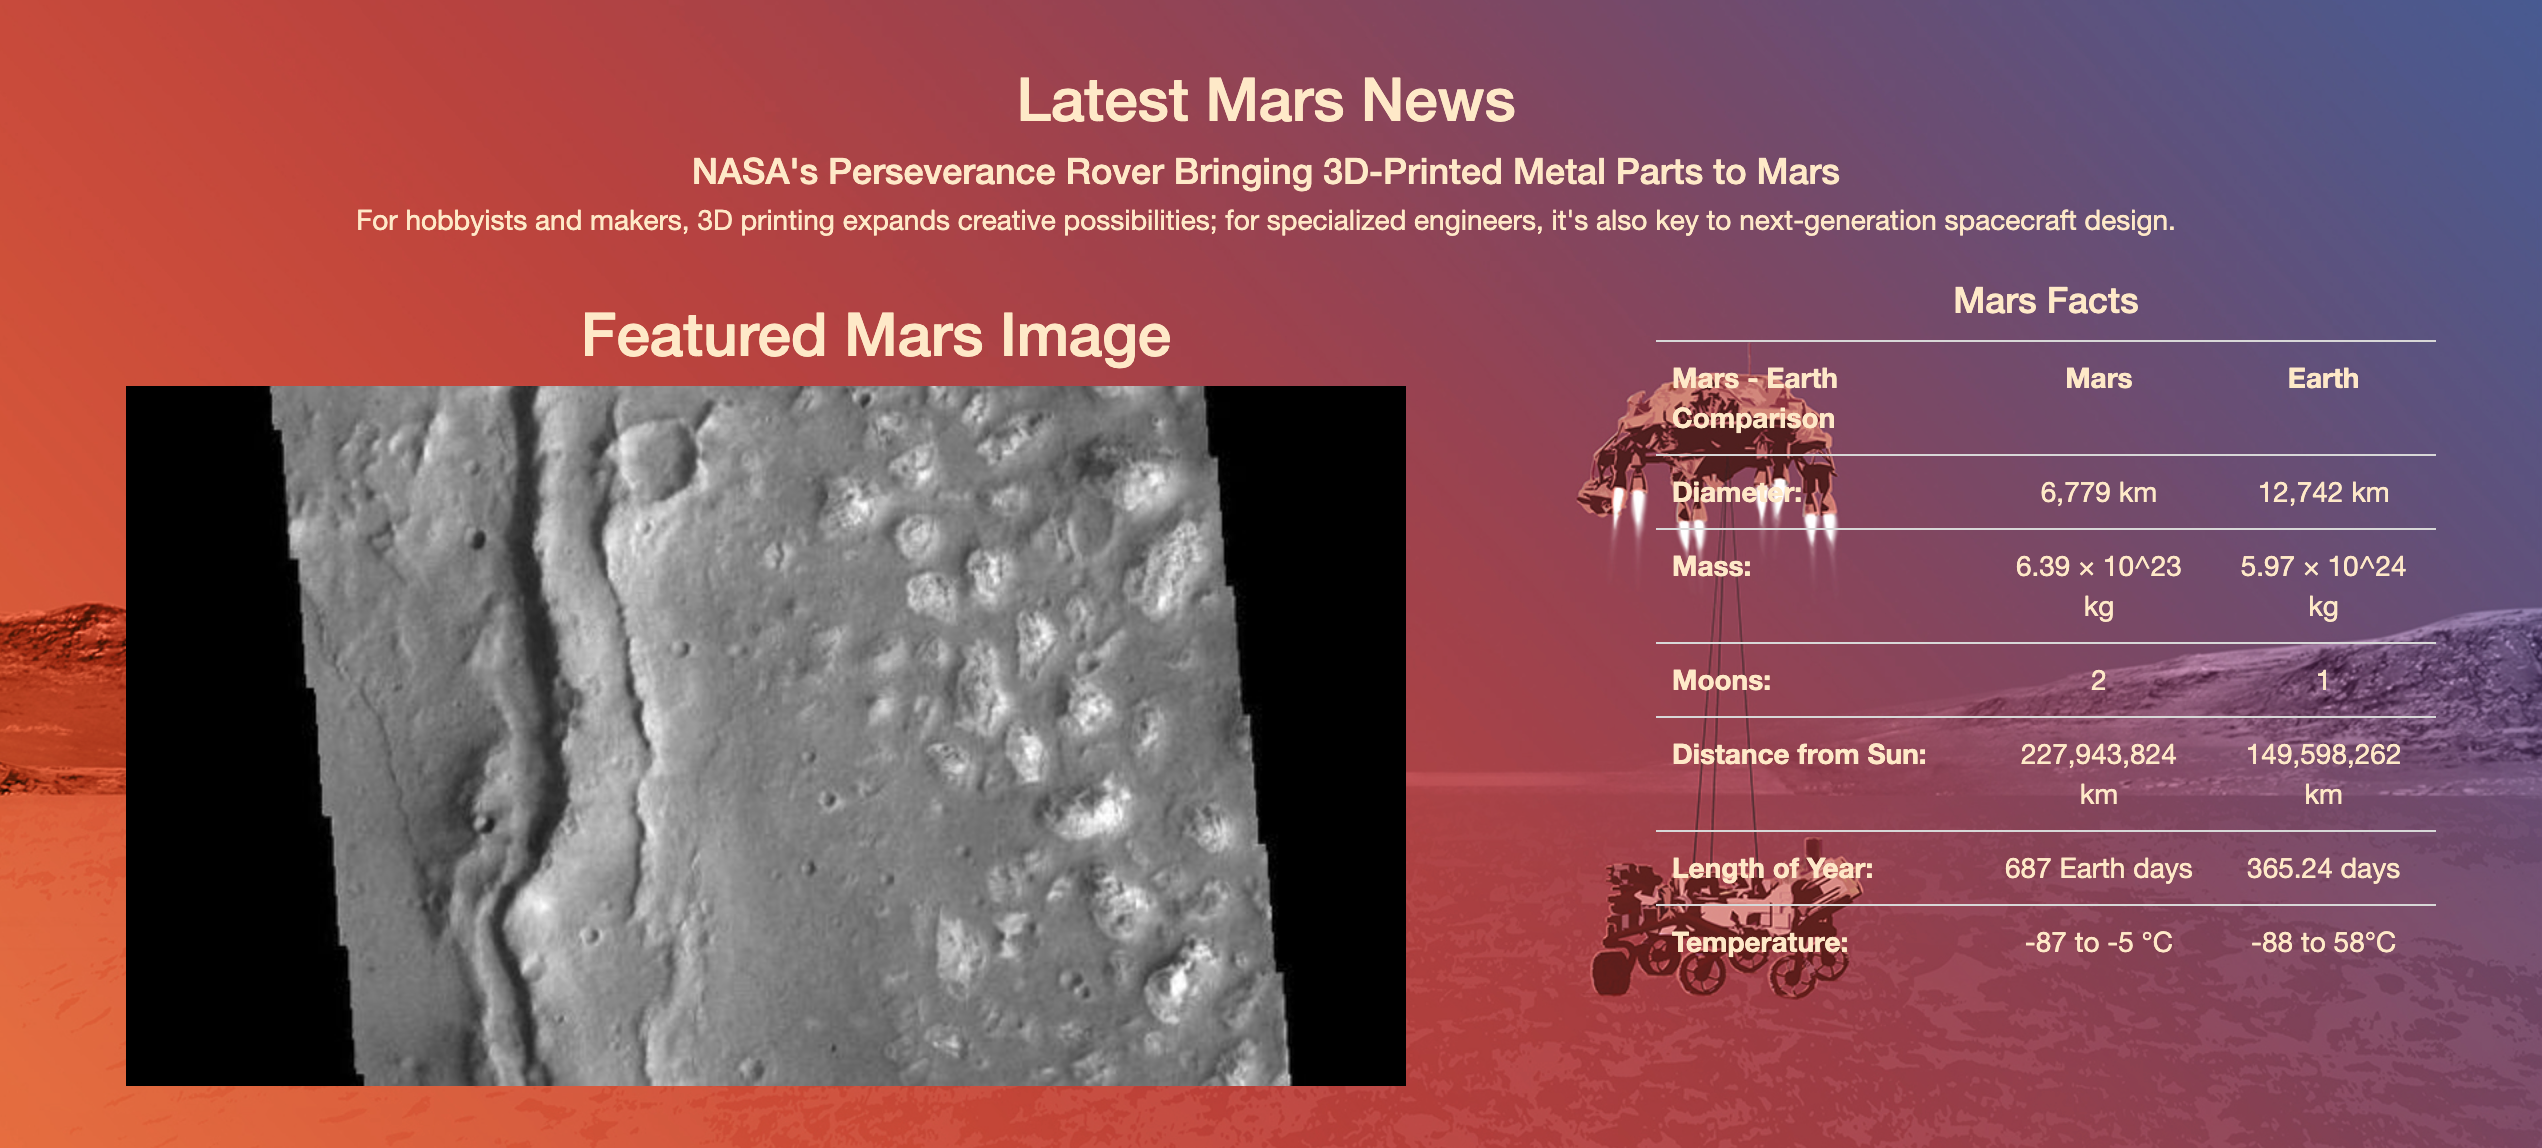 Latest Mars News
NASA's Perseverance Rover Bringing 3D-Printed Metal Parts to Mars
For hobbyists and makers, 3D printing expands creative possibilities; for specialized engineers, it's also key to next-generation spacecraft design.
Featured Mars Image
Mars Facts
Mars - Earth Mars Earth
Comparison
Diameter: 6,779 km 12,742 km
Mass: 6.39 × 10^23 5.97 × 10^24
kg kg
Moons: 2 1
Distance from Sun: 227,943,824 149,598,262
km km
Length of Year: 687 Earth days 365.24 days
Temperature: -87 to -5 °C -88 to 58°C